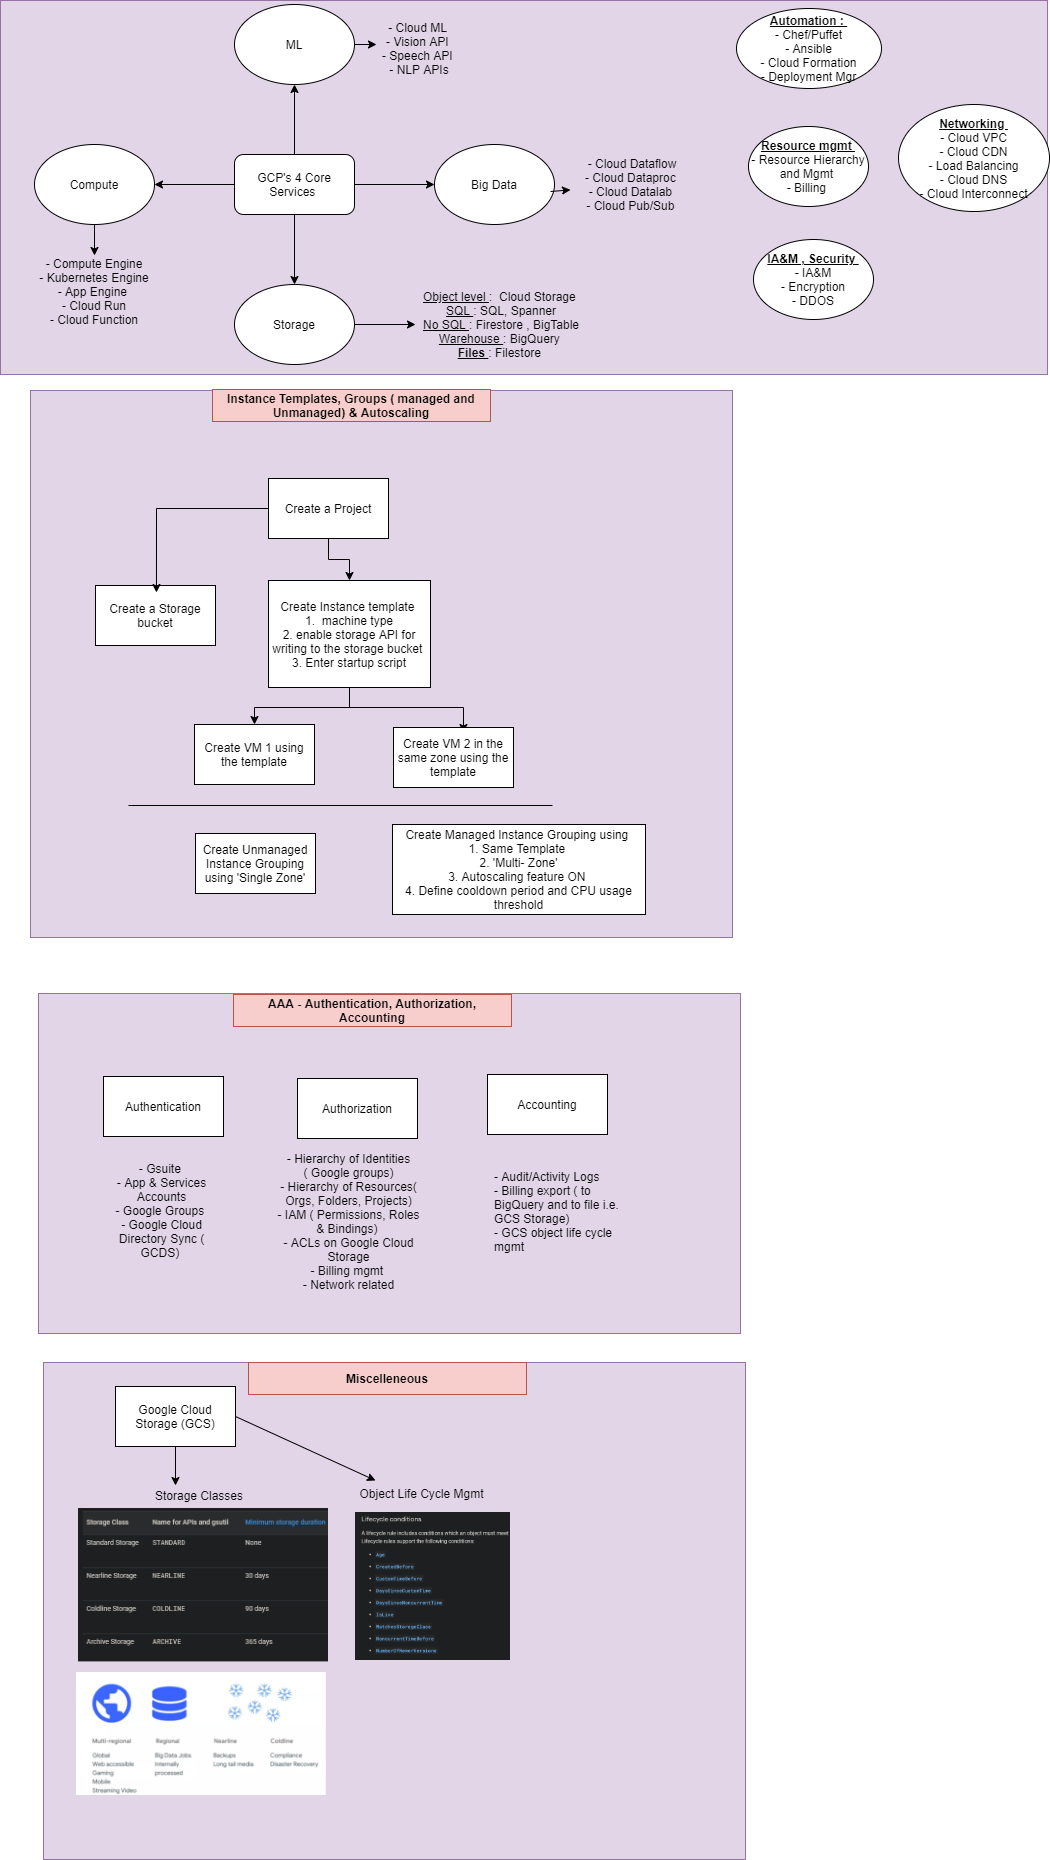 ML
- Cloud ML
- Vision API
- Speech API
- NLP APIs
Automation :
- Chef/Puffet
- Ansible
- Cloud Formation
- Deployment Mgr
Networking
- Cloud VPC
- Cloud CDN
- Load Balancing
- Cloud DNS
- Cloud Interconnect
Resource mgmt
- Resource Hierarchy
and Mgmt
- Billing
IA&M , Security
- IA&M
- Encryption
- DDOS
Compute
GCP's 4 Core
Services
Big Data
- Cloud Dataflow
- Cloud Dataproc
- Cloud Datalab
- Cloud Pub/Sub
- Compute Engine
- Kubernetes Engine
- App Engine
- Cloud Run
- Cloud Function
Storage
Object level : Cloud Storage
SQL : SQL, Spanner
No SQL : Firestore , BigTable
Warehouse : BigQuery
Files : Filestore
Instance Templates, Groups ( managed and
Unmanaged) & Autoscaling
Create a Project
Create a Storage
bucket
Create Instance template
1. machine type
2. enable storage API for
writing to the storage bucket
3. Enter startup script
Create VM 1 using
the template
Create VM 2 in the
same zone using the
template
Create Unmanaged
Instance Grouping
using 'Single Zone'
Create Managed Instance Grouping using
1. Same Template
2. 'Multi- Zone'
3. Autoscaling feature ON
4. Define cooldown period and CPU usage
threshold
AAA - Authentication, Authorization,
Accounting
Authentication
Authorization
Accounting
- Gsuite
- App & Services
Accounts
- Google Groups
- Google Cloud
Directory Sync (
GCDS)
- Hierarchy of Identities
( Google groups)
- Hierarchy of Resources(
Orgs, Folders, Projects)
- IAM ( Permissions, Roles
& Bindings)
- ACLs on Google Cloud
Storage
- Billing mgmt
- Network related
- Audit/Activity Logs
- Billing export ( to
BigQuery and to file i.e.
GCS Storage)
- GCS object life cycle
mgmt
Miscelleneous
Google Cloud
Storage (GCS)
Storage Classes
Object Life Cycle Mgmt
Storage Class Name for APIs and gsutil Minimum storage duration
Standard Storage STANDARD None
Nearline Storage NEARLINE 30 days
Coldline Storage COLDLINE 90 days
Archive Storage ARCHIVE 365 days
Lifecycle conditions
A lifecycle rule includes conditions which an object must meet
Lifecycle rules support the following conditions:
• Age
• CreatedBefore
• CustomTimeBefore
• DaysSinceCustomTime
• DaysSinceNoncurrentTime
• IsLive
• MatchesStorageClass
• NoncurrentTimeBefore
• NumberOfNewerVersions
Multi-regional Regional Nearline Coldline
Global Big Data Jobs Backups Compliance
Web accessible Internally Long tail media Disaster Recovery
Gaming processed
Mobile
Streaming Video